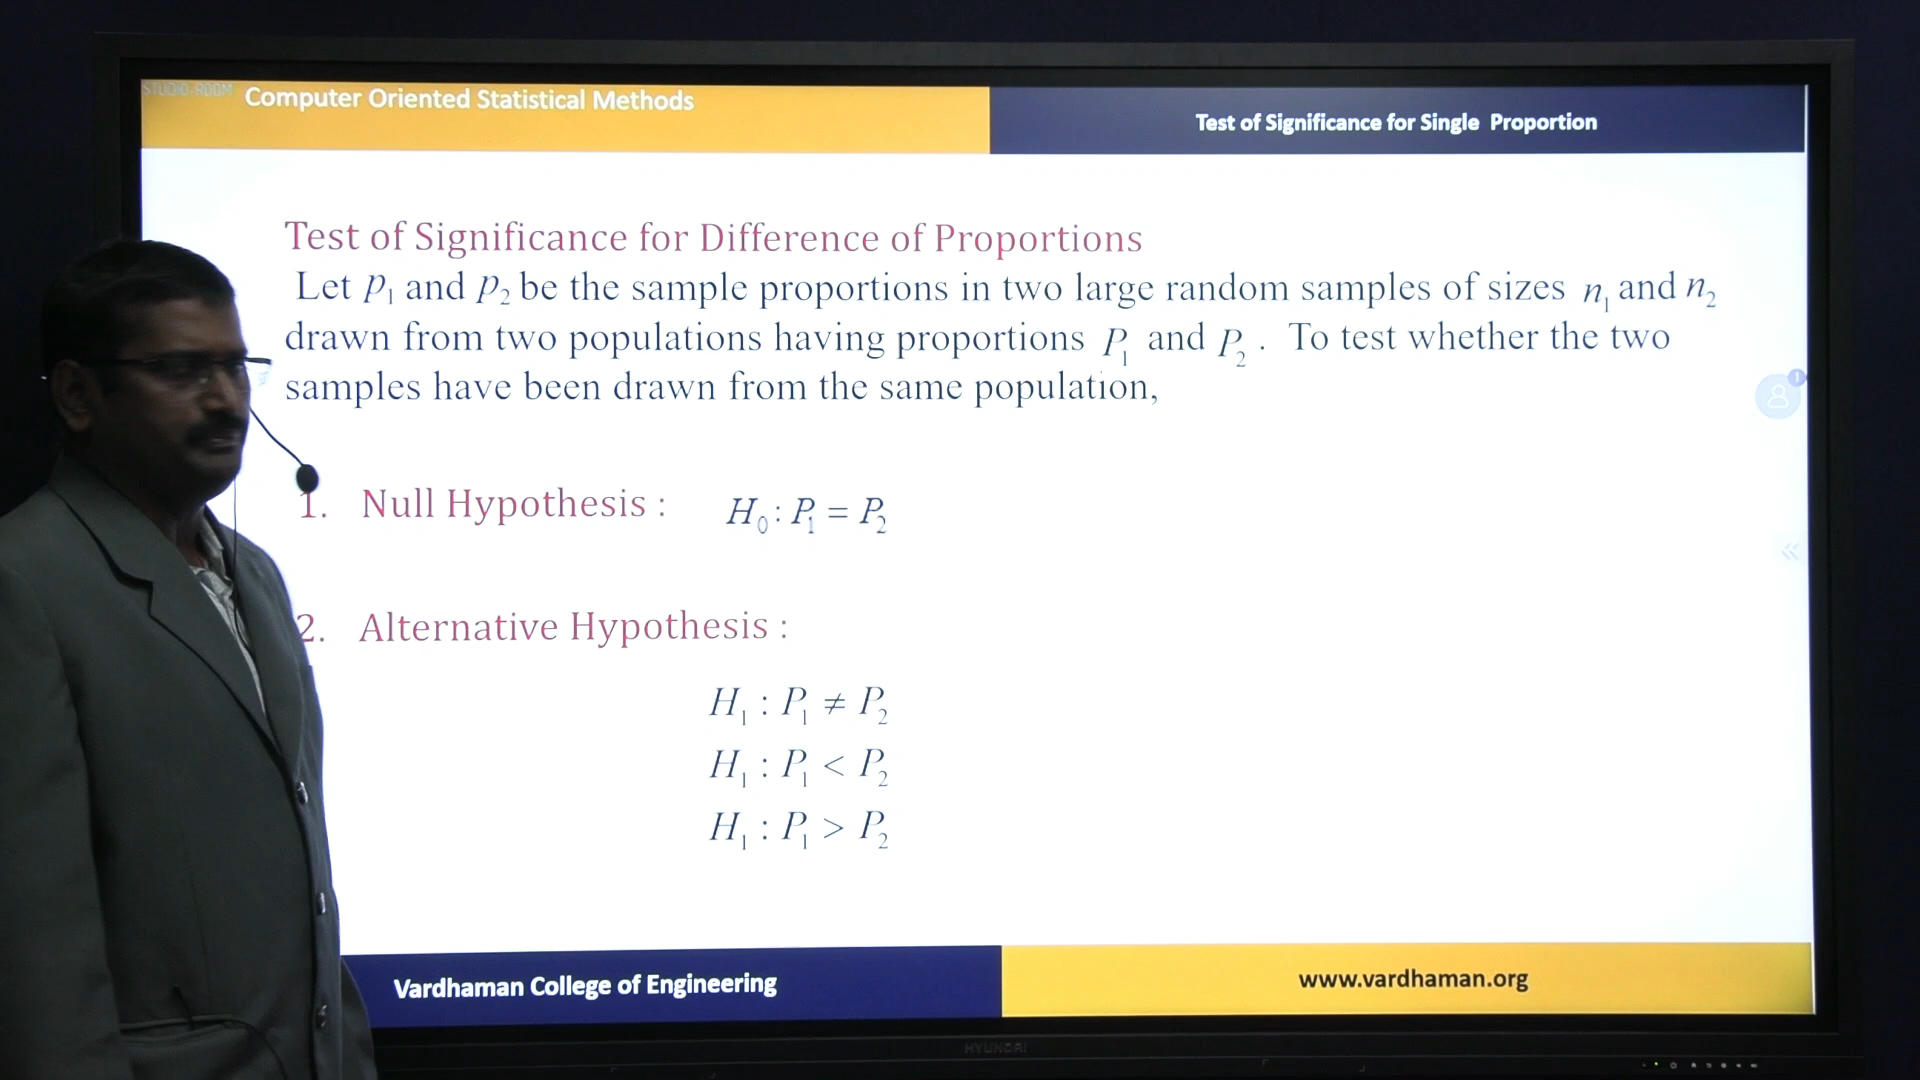 STUDIO-ROOM
Computer Oriented Statistical Methods
Test of Significance for Single Proportion
Test of Significance for Difference of Proportions
Let p₁ and p₂ be the sample proportions in two large random samples of sizes n₁ and n₂
drawn from two populations having proportions P₁ and P₂ . To test whether the two
samples have been drawn from the same population,
1
1. Null Hypothesis : H₀ : P₁ = P₂
2. Alternative Hypothesis :
H₁ : P₁ ≠ P₂
H₁ : P₁ < P₂
H₁ : P₁ > P₂
Vardhaman College of Engineering
www.vardhaman.org
HYUNDAI